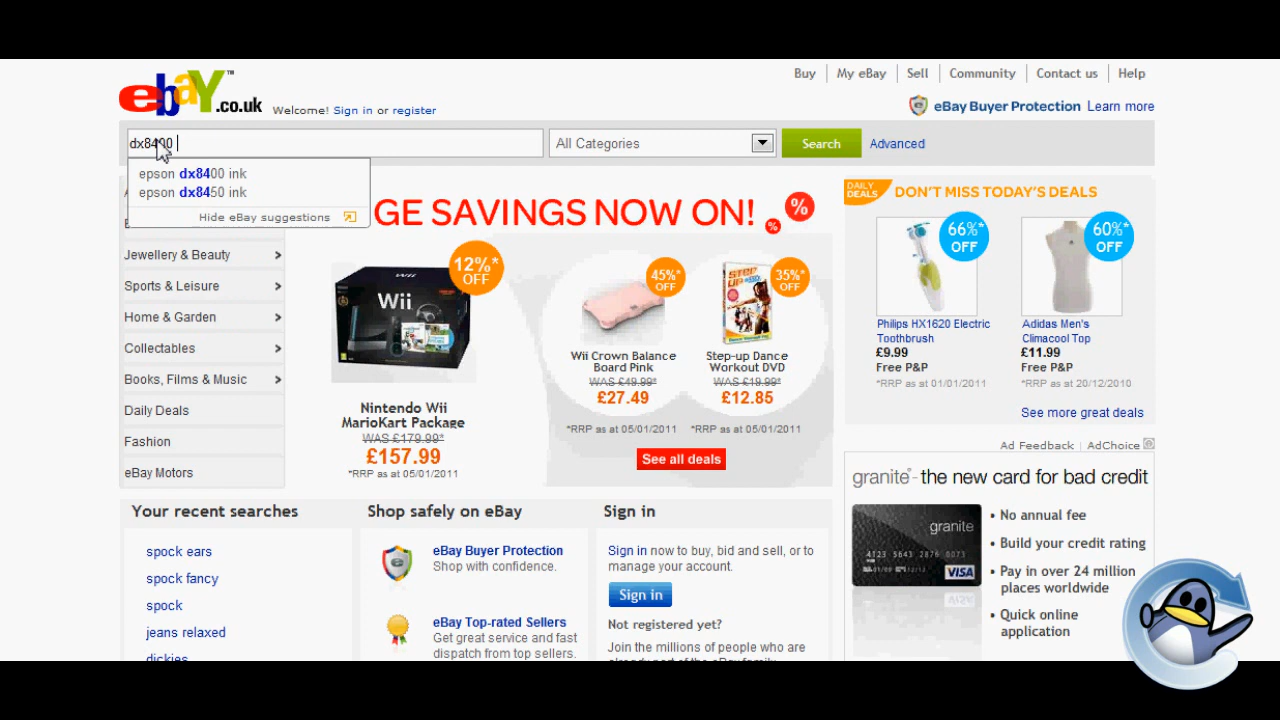 Buy
My eBay
Sell
Community
Contact us
Help
ebay™.co.uk
Welcome! Sign in or register
eBay Buyer Protection Learn more
dx8400
All Categories
Search
Advanced
epson dx8400 ink
epson dx8450 ink
Hide eBay suggestions
Jewellery & Beauty
Sports & Leisure
Home & Garden
Collectables
Books, Films & Music
Daily Deals
Fashion
eBay Motors
GE SAVINGS NOW ON!
%
%
12%*
OFF
Wii
Nintendo Wii
MarioKart Package
WAS £179.99*
£157.99
*RRP as at 05/01/2011
45%*
OFF
Wii Crown Balance
Board Pink
WAS £49.99*
£27.49
*RRP as at 05/01/2011
35%*
OFF
Step-up Dance
Workout DVD
WAS £19.99*
£12.85
*RRP as at 05/01/2011
See all deals
DAILY
DEALS
DON'T MISS TODAY'S DEALS
66%*
OFF
Philips HX1620 Electric
Toothbrush
£9.99
Free P&P
*RRP as at 01/01/2011
60%*
OFF
Adidas Men's
Climacool Top
£11.99
Free P&P
*RRP as at 20/12/2010
See more great deals
Ad Feedback | AdChoice
granite - the new card for bad credit
granite
4123 5643 2876 0073
VISA
• No annual fee
• Build your credit rating
• Pay in over 24 million
places worldwide
• Quick online
application
Your recent searches
spock ears
spock fancy
spock
jeans relaxed
dickies
Shop safely on eBay
eBay Buyer Protection
Shop with confidence.
eBay Top-rated Sellers
Get great service and fast
dispatch from top sellers.
Sign in
Sign in now to buy, bid and sell, or to
manage your account.
Sign in
Not registered yet?
Join the millions of people who are
already part of the eBay family